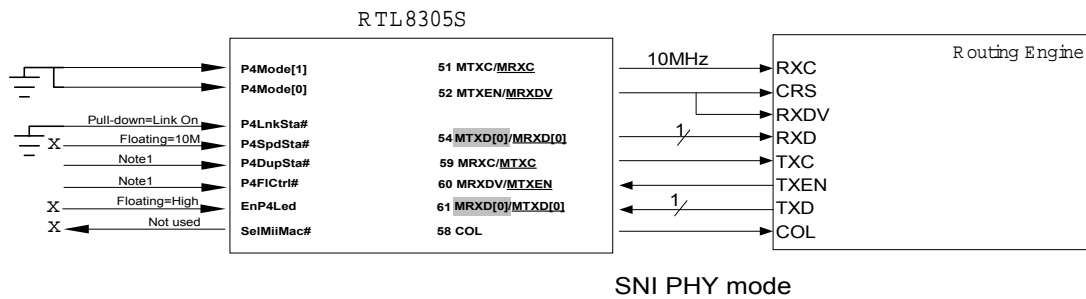 RTL8305S
Routing Engine
P4Mode[1]
P4Mode[0]
Pull-down=Link On
P4LnkSta#
X
Floating=10M
P4SpdSta#
Note1
P4DupSta#
Note1
P4FlCtrl#
X
Floating=High
EnP4Led
X
Not used
SelMiiMac#
51 MTXC/MRXC
52 MTXEN/MRXDV
54 MTXD[0]/MRXD[0]
59 MRXC/MTXC
60 MRXDV/MTXEN
61 MRXD[0]/MTXD[0]
58 COL
10MHz
1
1
RXC
CRS
RXDV
RXD
TXC
TXEN
TXD
COL
SNI PHY mode